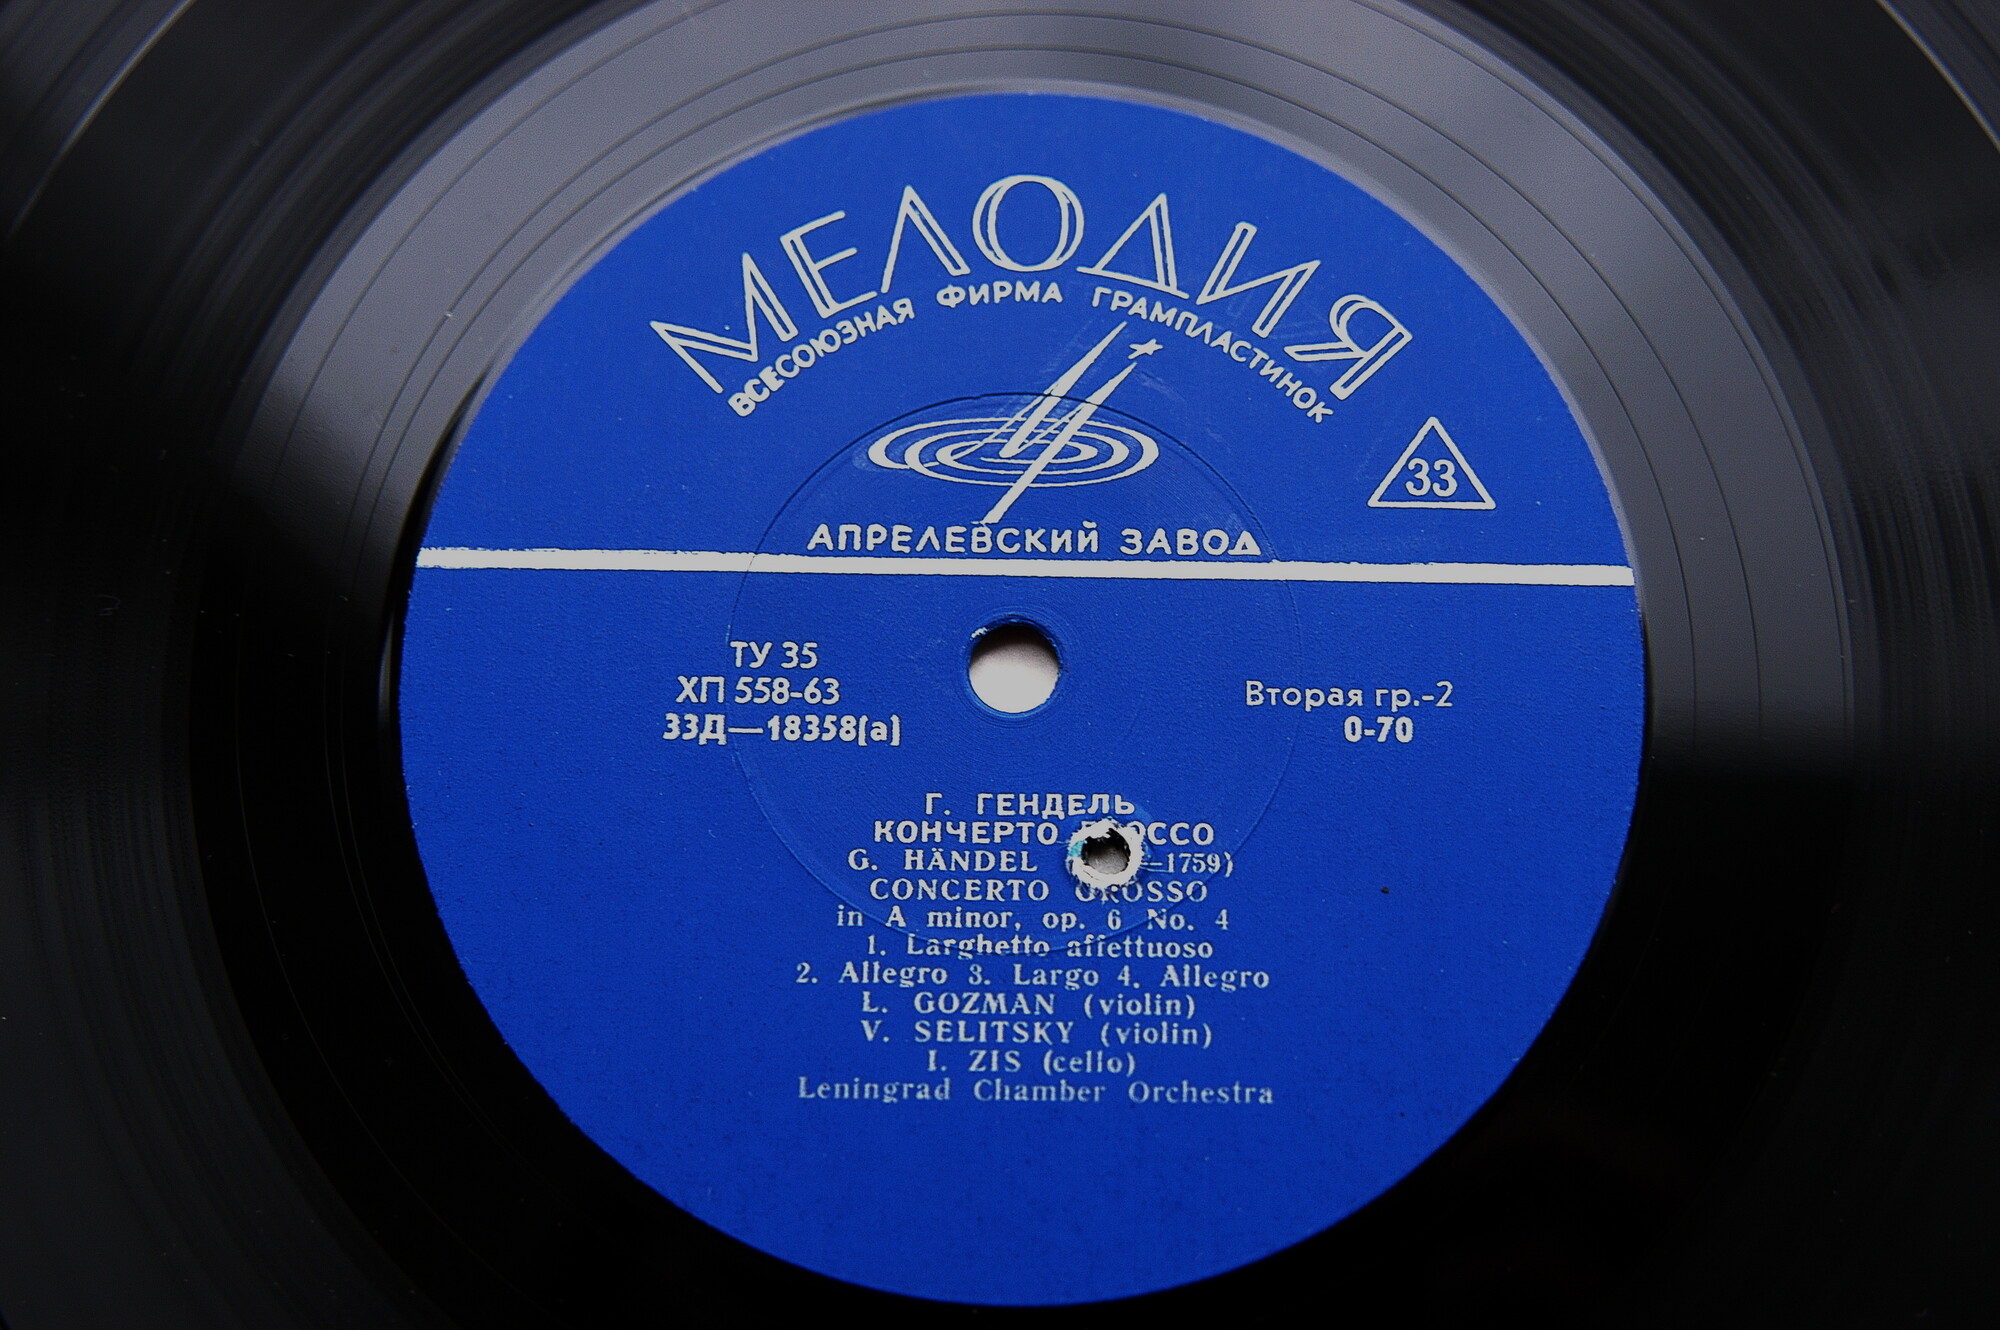 МЕЛОДИЯ
ВСЕСОЮЗНАЯ ФИРМА ГРАМПЛАСТИНОК
33
АПРЕЛЕВСКИЙ ЗАВОД
ТУ 35
ХП 558-63
33Д—18358(а)
Вторая гр.-2
0-70
Г. ГЕНДЕЛЬ
КОНЧЕРТО
G. HÄNDEL —1759)
CONCERTO GROSSO
in A minor, op. 6 No. 4
1. Larghetto affettuoso
2. Allegro 3. Largo 4. Allegro
L. GOZMAN (violin)
V. SELITSKY (violin)
I. ZIS (cello)
Leningrad Chamber Orchestra